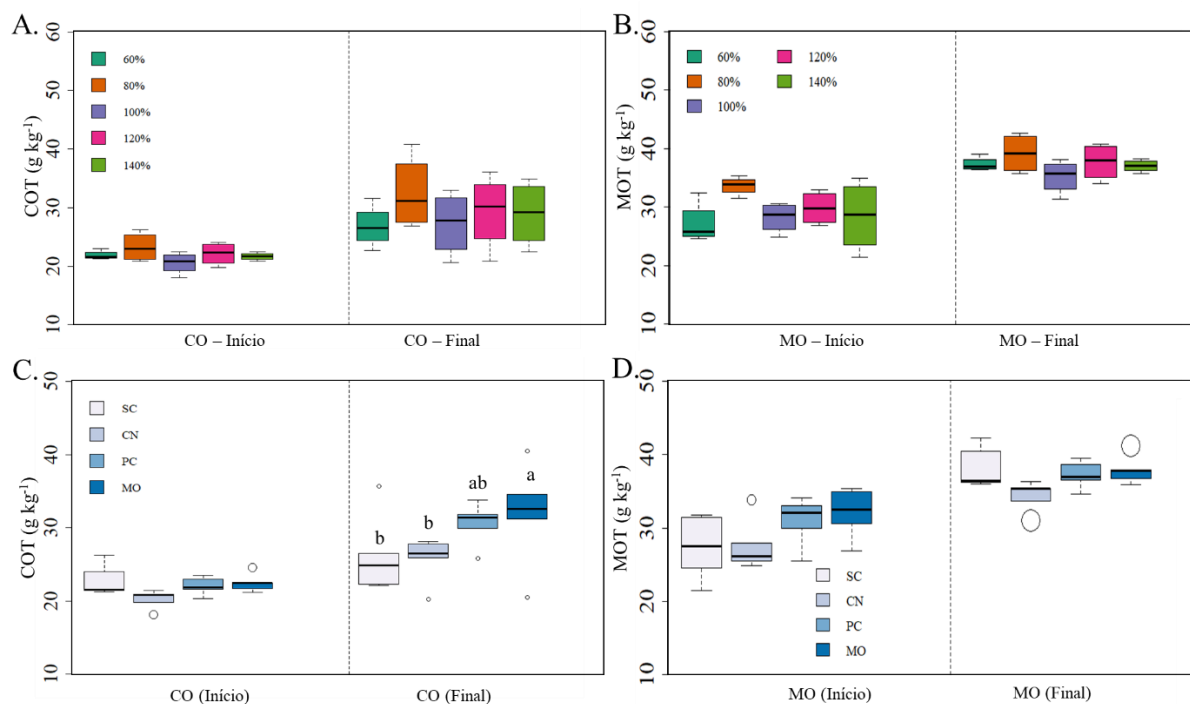 A.
60
50
40
30
20
10
COT (g kg⁻¹)
60%
80%
100%
120%
140%
CO – Início
CO – Final
B.
60
50
40
30
20
10
MOT (g kg⁻¹)
60%
80%
100%
120%
140%
MO – Início
MO – Final
C.
50
40
30
20
10
COT (g kg⁻¹)
SC
CN
PC
MO
b
b
ab
a
CO (Início)
CO (Final)
D.
50
40
30
20
10
MOT (g kg⁻¹)
SC
CN
PC
MO
MO (Início)
MO (Final)